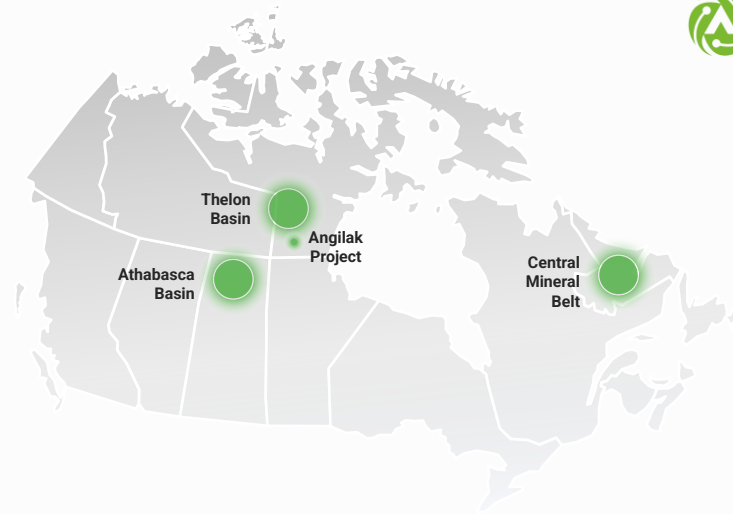 Thelon
Basin
Angilak
Project
Athabasca
Basin
Central
Mineral
Belt